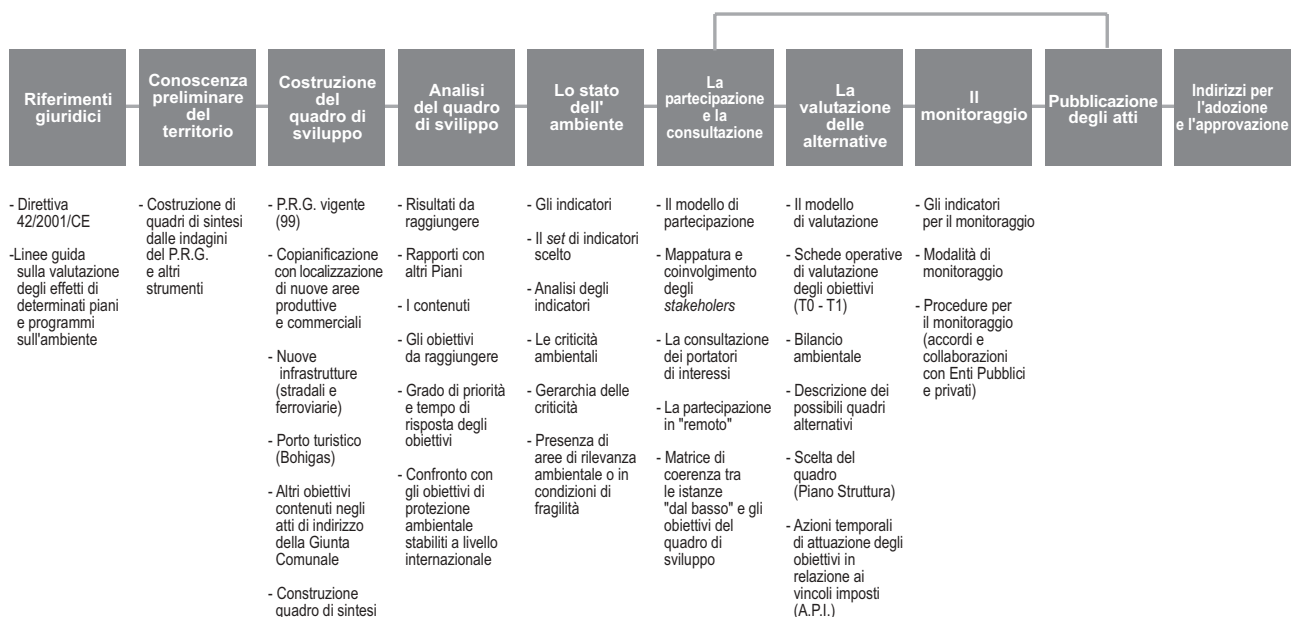 Riferimenti
giuridici
Conoscenza
preliminare
del
territorio
Costruzione
del
quadro di
sviluppo
Analisi
del quadro
di svilippo
Lo stato
dell'
ambiente
La
partecipazione
e la
consultazione
La
valutazione
delle
alternative
Il
monitoraggio
Pubblicazione
degli atti
Indirizzi per
l'adozione
e l'approvazione
- Direttiva
42/2001/CE
-Linee guida
sulla valutazione
degli effetti di
determinati piani
e programmi
sull'ambiente
- Costruzione di
quadri di sintesi
dalle indagini
del P.R.G.
e altri
strumenti
- P.R.G. vigente
(99)
- Copianificazione
con localizzazione
di nuove aree
produttive
e commerciali
- Nuove
infrastrutture
(stradali e
ferroviarie)
- Porto turistico
(Bohigas)
- Altri obiettivi
contenuti negli
atti di indirizzo
della Giunta
Comunale
- Construzione
quadro di sintesi
- Risultati da
raggiungere
- Rapporti con
altri Piani
- I contenuti
- Gli obiettivi
da raggiungere
- Grado di priorità
e tempo di
risposta degli
obiettivi
- Confronto con
gli obiettivi di
protezione
ambientale
stabiliti a livello
internazionale
- Gli indicatori
- Il set di indicatori
scelto
- Analisi degli
indicatori
- Le criticità
ambientali
- Gerarchia delle
criticità
- Presenza di
aree di rilevanza
ambientale o in
condizioni di
fragilità
- Il modello di
partecipazione
- Mappatura e
coinvolgimento
degli
stakeholers
- La consultazione
dei portatori
di interessi
- La partecipazione
in "remoto"
- Matrice di
coerenza tra
le istanze
"dal basso" e gli
obiettivi del
quadro di
sviluppo
- Il modello
di valutazione
- Schede operative
di valutazione
degli obiettivi
(T0 - T1)
- Bilancio
ambientale
- Descrizione dei
possibili quadri
alternativi
- Scelta del
quadro
(Piano Struttura)
- Azioni temporali
di attuazione degli
obiettivi in
relazione ai
vincoli imposti
(A.P.I.)
- Gli indicatori
per il monitoraggio
- Modalità di
monitoraggio
- Procedure per
il monitoraggio
(accordi e
collaborazioni
con Enti Pubblici
e privati)